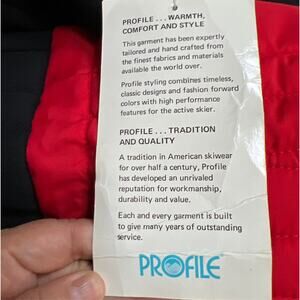 PROFILE . . . WARMTH,
COMFORT AND STYLE
This garment has been expertly
tailored and hand crafted from
the finest fabrics and materials
available the world over.
Profile styling combines timeless,
classic designs and fashion forward
colors with high performance
features for the active skier.
PROFILE . . . TRADITION
AND QUALITY
A tradition in American skiwear
for over half a century, Profile
has developed an unrivaled
reputation for workmanship,
durability and value.
Each and every garment is built
to give many years of outstanding
service.
PROFILE